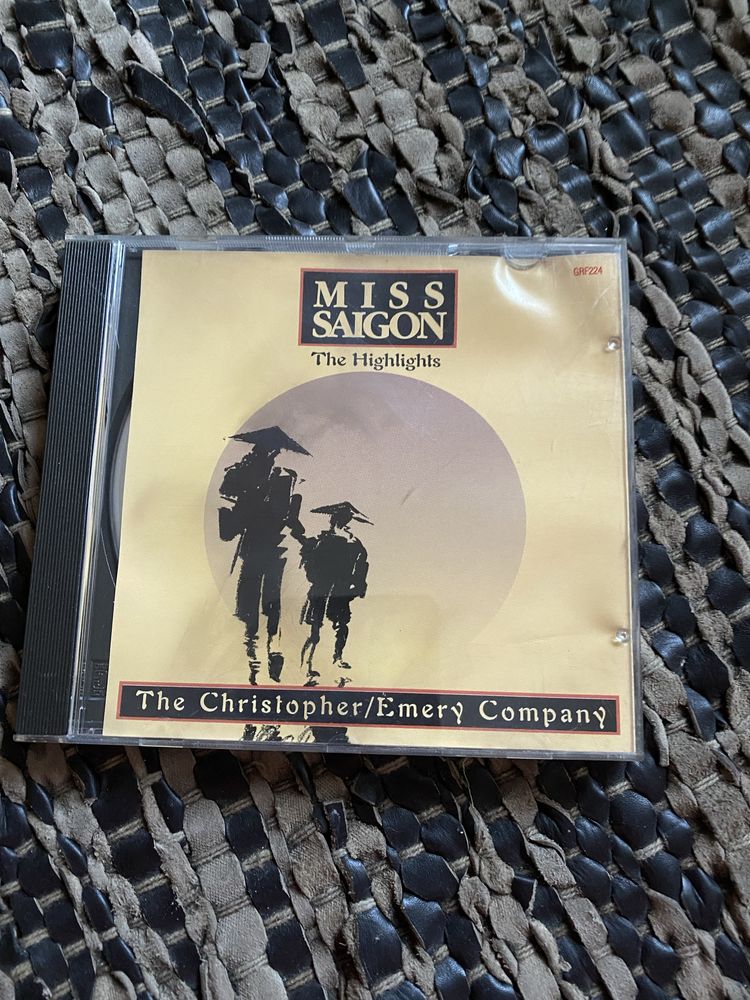 GRF224
MISS
SAIGON
The Highlights
The Christopher/Emery Company